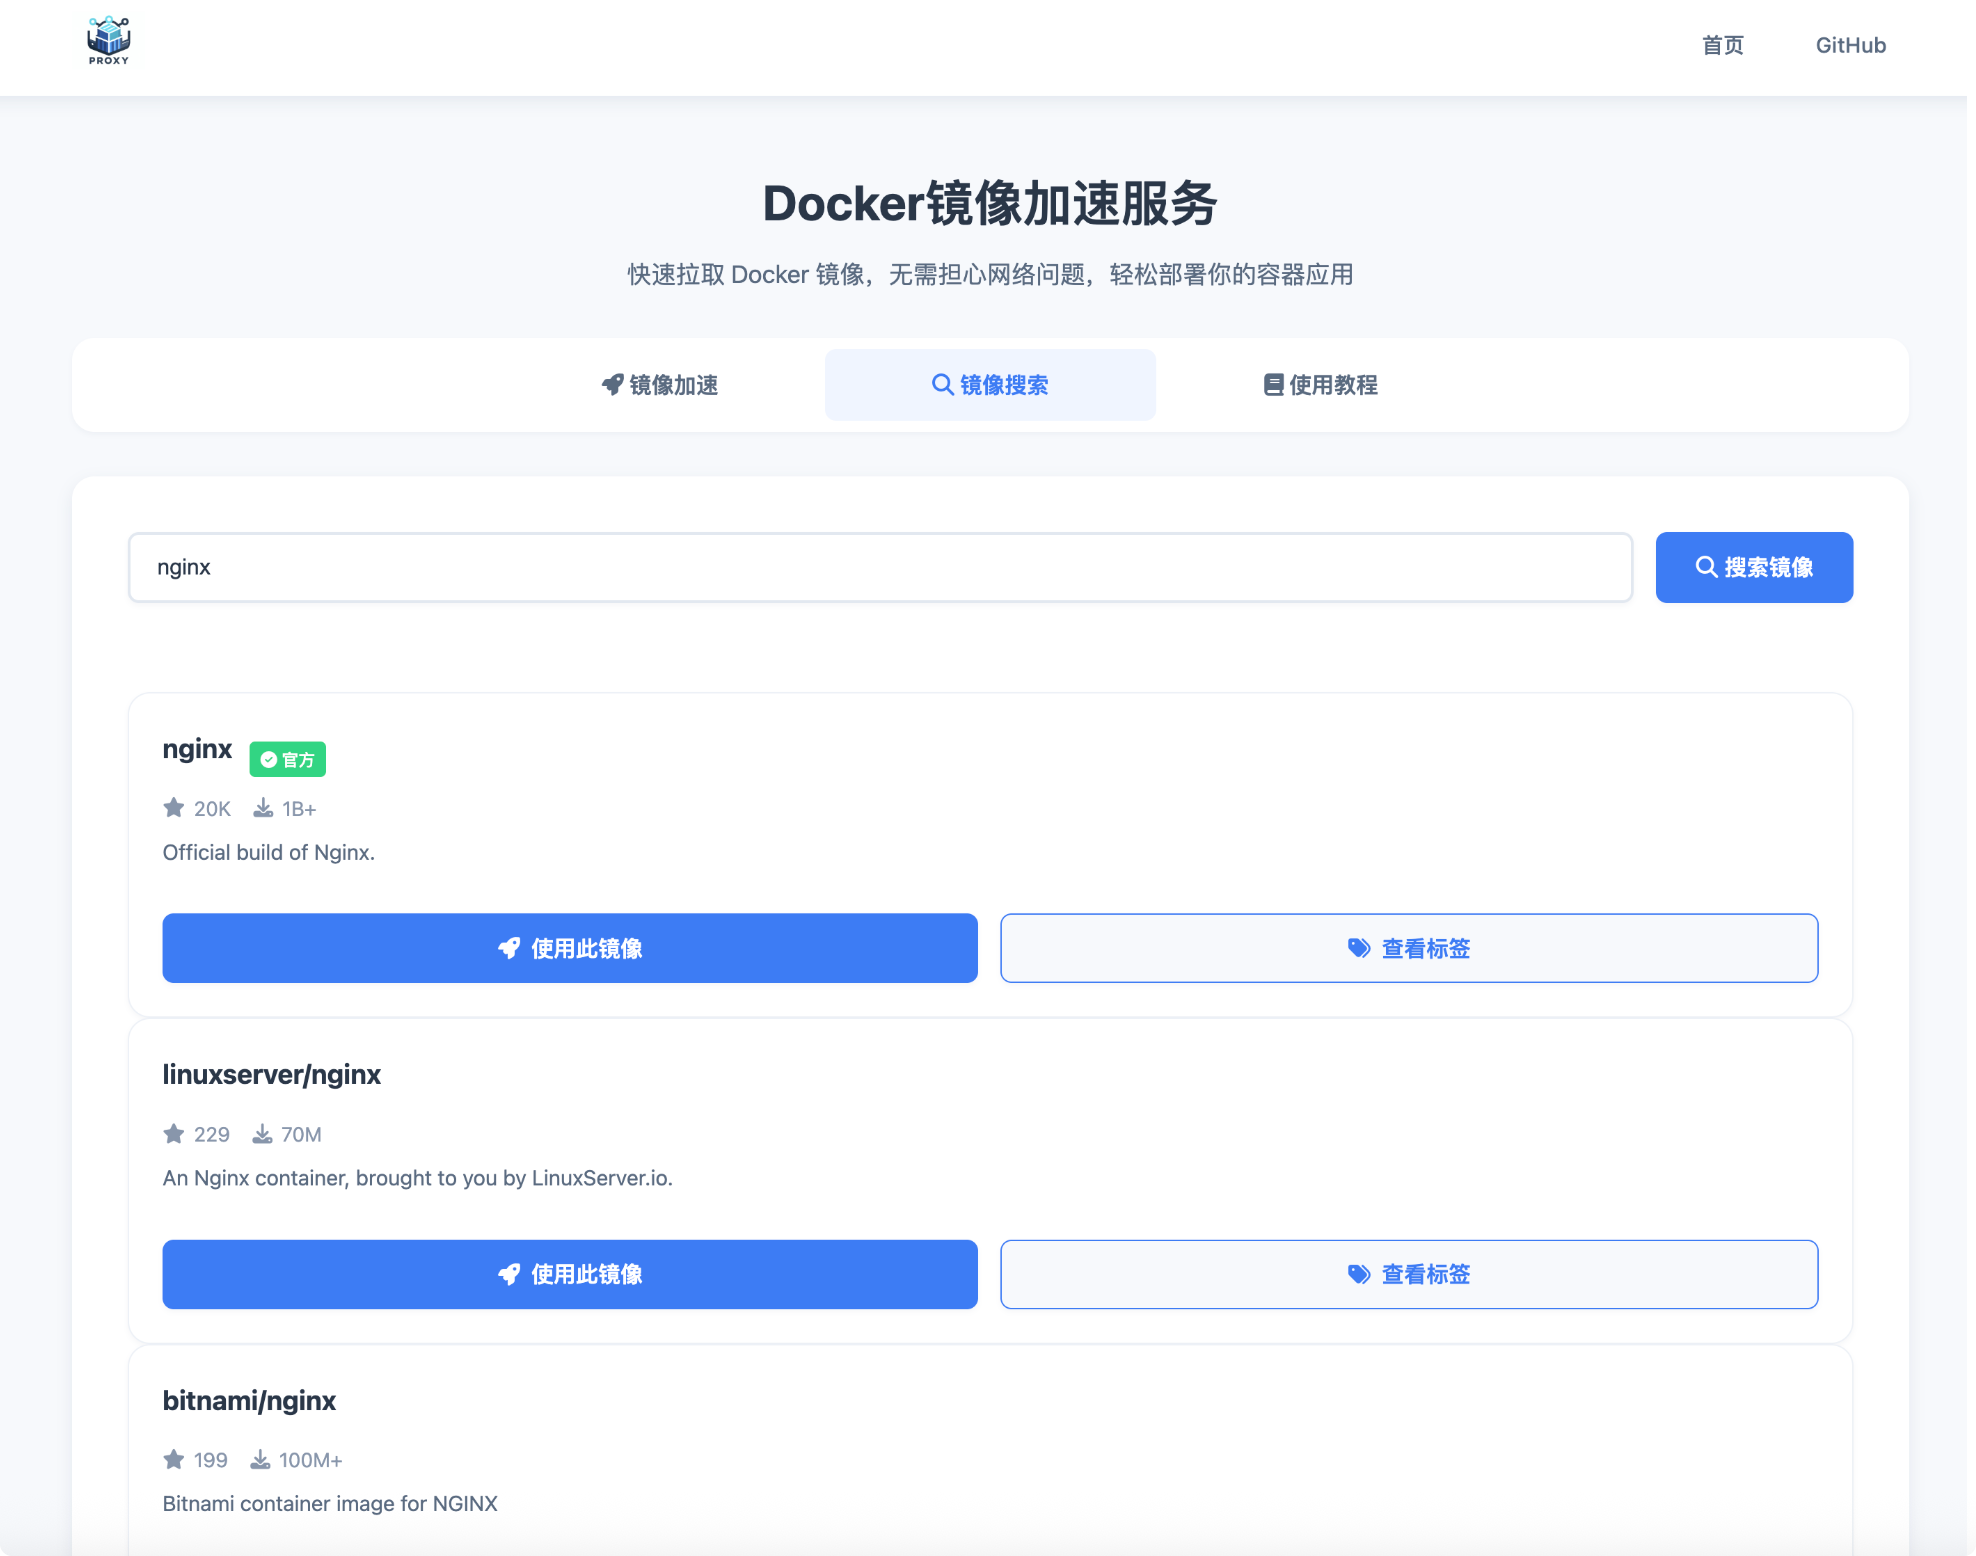 PROXY
首页 GitHub
Docker镜像加速服务
快速拉取 Docker 镜像，无需担心网络问题，轻松部署你的容器应用
镜像加速 镜像搜索 使用教程
nginx 搜索镜像
nginx 官方
20K 1B+
Official build of Nginx.
使用此镜像 查看标签
linuxserver/nginx
229 70M
An Nginx container, brought to you by LinuxServer.io.
使用此镜像 查看标签
bitnami/nginx
199 100M+
Bitnami container image for NGINX